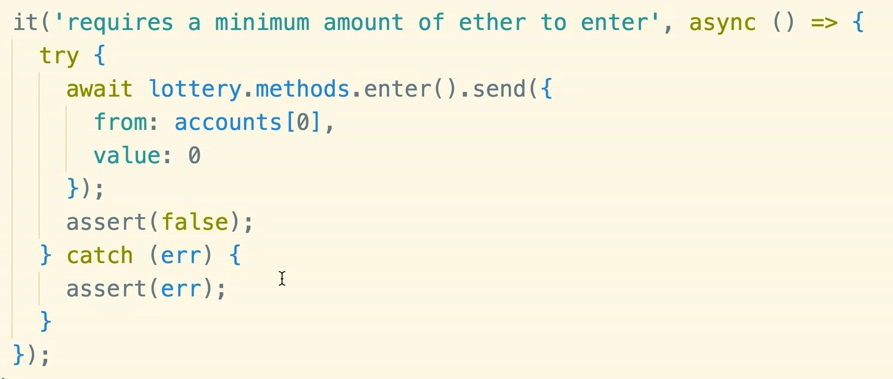 it('requires a minimum amount of ether to enter', async () => {
  try {
    await lottery.methods.enter().send({
      from: accounts[0],
      value: 0
    });
    assert(false);
  } catch (err) {
    assert(err);
  }
});